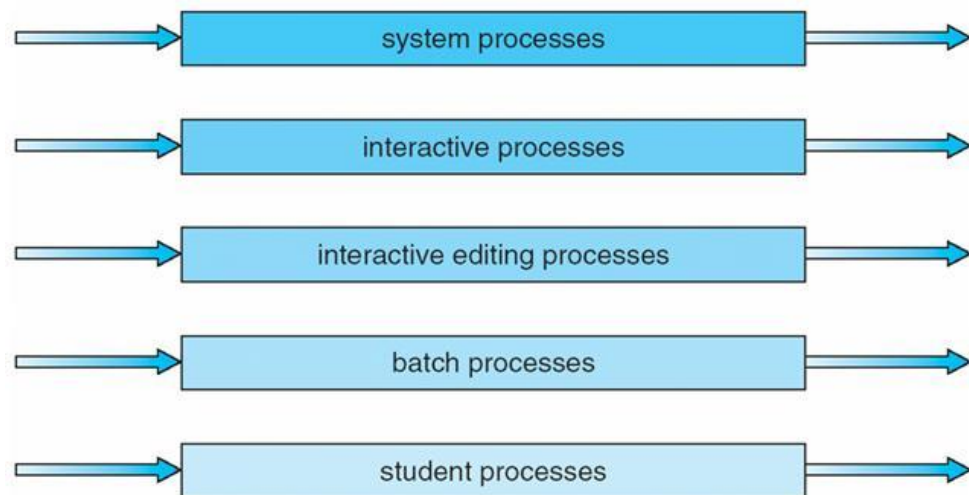 system processes
interactive processes
interactive editing processes
batch processes
student processes